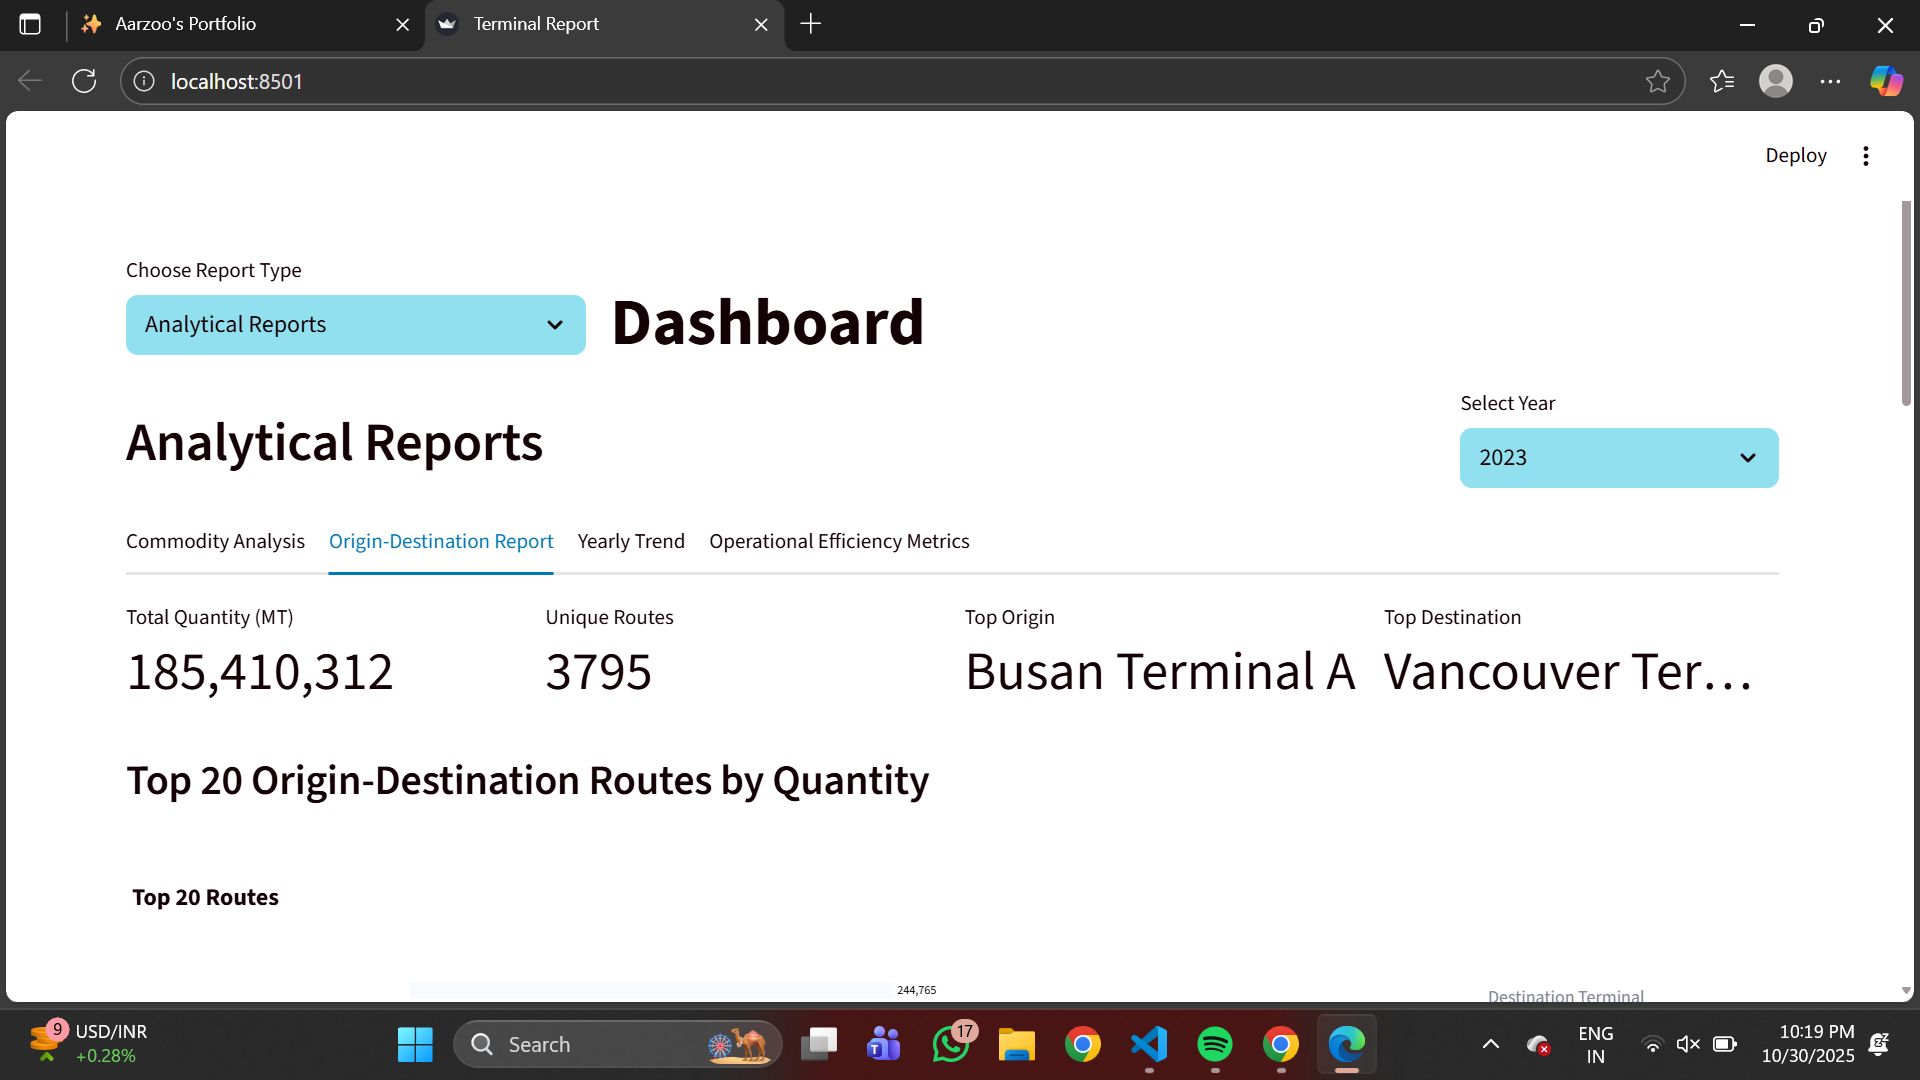 Aarzoo's Portfolio
Terminal Report
localhost:8501
Deploy
Choose Report Type
Analytical Reports
Dashboard
Select Year
Analytical Reports
2023
Commodity Analysis Origin-Destination Report Yearly Trend Operational Efficiency Metrics
Total Quantity (MT) Unique Routes Top Origin Top Destination
185,410,312 3795 Busan Terminal A Vancouver Ter…
Top 20 Origin-Destination Routes by Quantity
Top 20 Routes
244,765
Destination Terminal
9
USD/INR
+0.28%
Search
T
17
ENG
IN
10:19 PM
10/30/2025